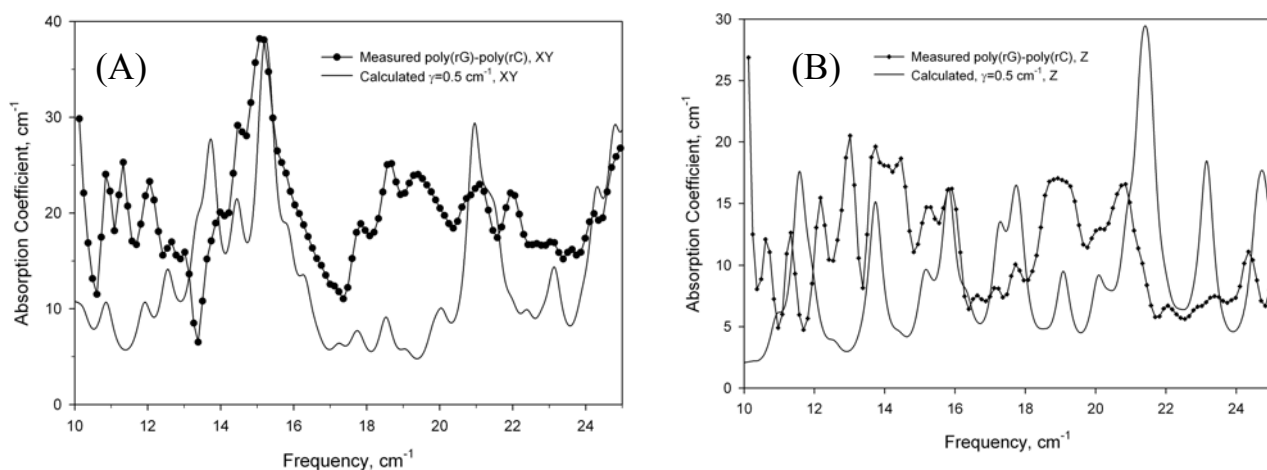 (A)
Measured poly(rG)-poly(rC), XY
Calculated γ=0.5 cm⁻¹, XY
Absorption Coefficient, cm⁻¹
40
30
20
10
0
10 12 14 16 18 20 22 24
Frequency, cm⁻¹
(B)
Measured poly(rG)-poly(rC), Z
Calculated, γ=0.5 cm⁻¹, Z
Absorption Coefficient, cm⁻¹
30
25
20
15
10
5
0
10 12 14 16 18 20 22 24
Frequency, cm⁻¹